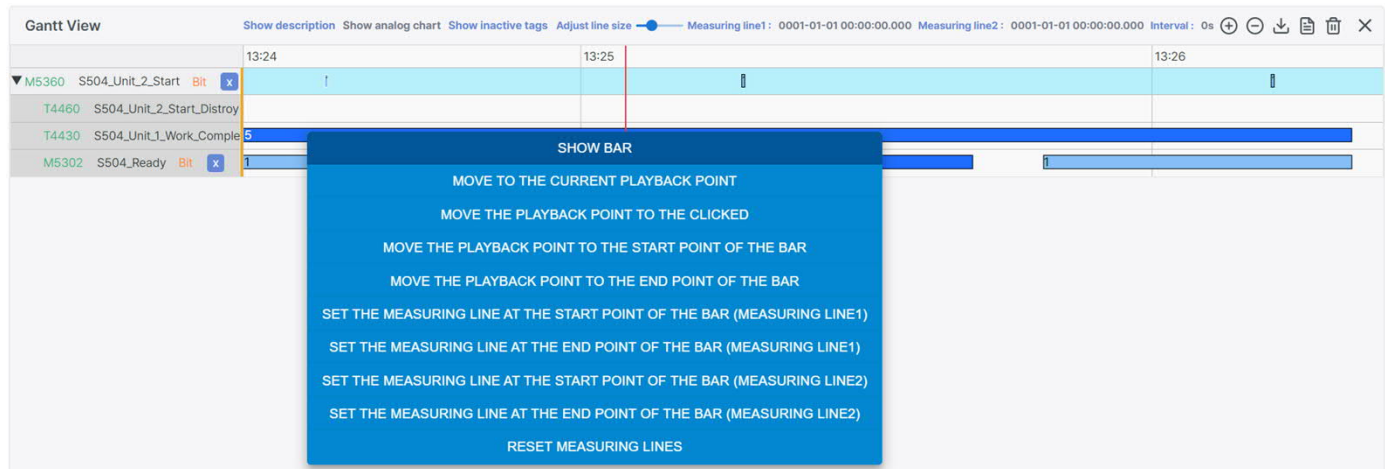 Gantt View Show description Show analog chart Show inactive tags Adjust line size Measuring line1 : 0001-01-01 00:00:00.000 Measuring line2 : 0001-01-01 00:00:00.000 Interval : 0s
13:24 13:25 13:26
M5360 S504_Unit_2_Start Bit x
T4460 S504_Unit_2_Start_Distroy
T4430 S504_Unit_1_Work_Comple 5
SHOW BAR
M5302 S504_Ready Bit x 1 1
MOVE TO THE CURRENT PLAYBACK POINT
MOVE THE PLAYBACK POINT TO THE CLICKED
MOVE THE PLAYBACK POINT TO THE START POINT OF THE BAR
MOVE THE PLAYBACK POINT TO THE END POINT OF THE BAR
SET THE MEASURING LINE AT THE START POINT OF THE BAR (MEASURING LINE1)
SET THE MEASURING LINE AT THE END POINT OF THE BAR (MEASURING LINE1)
SET THE MEASURING LINE AT THE START POINT OF THE BAR (MEASURING LINE2)
SET THE MEASURING LINE AT THE END POINT OF THE BAR (MEASURING LINE2)
RESET MEASURING LINES